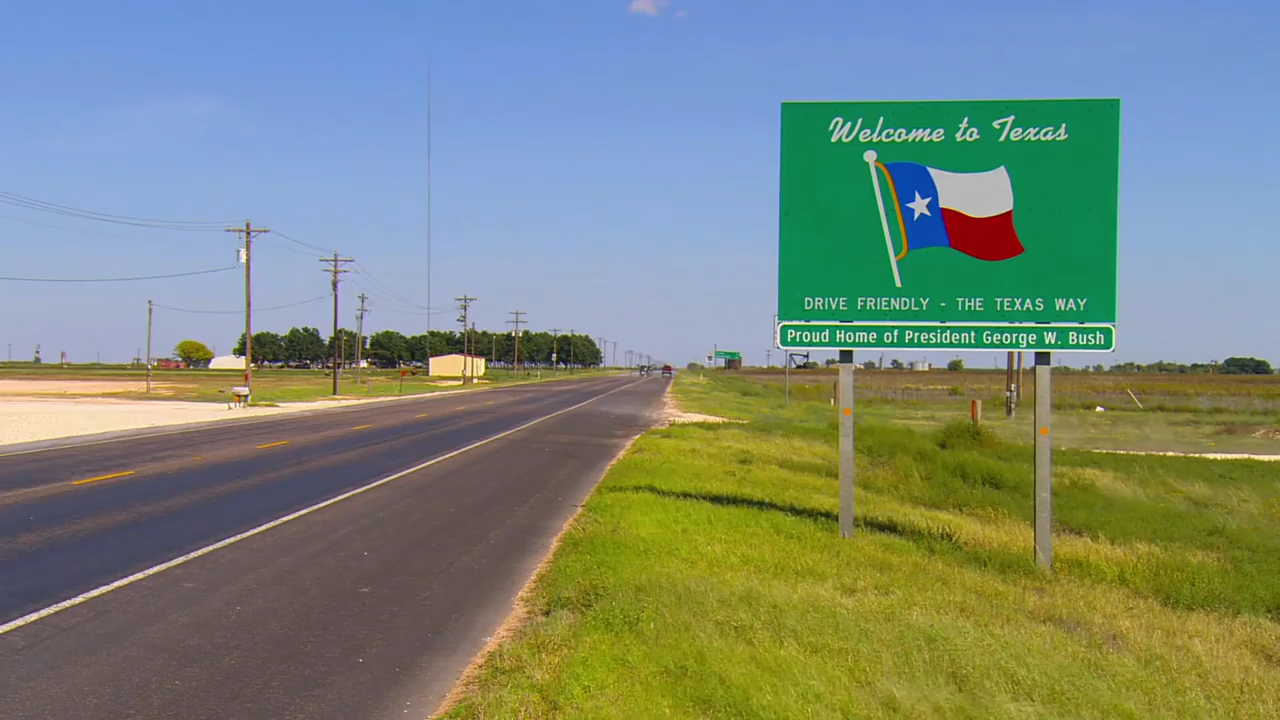 Welcome to Texas
DRIVE FRIENDLY - THE TEXAS WAY
Proud Home of President George W. Bush